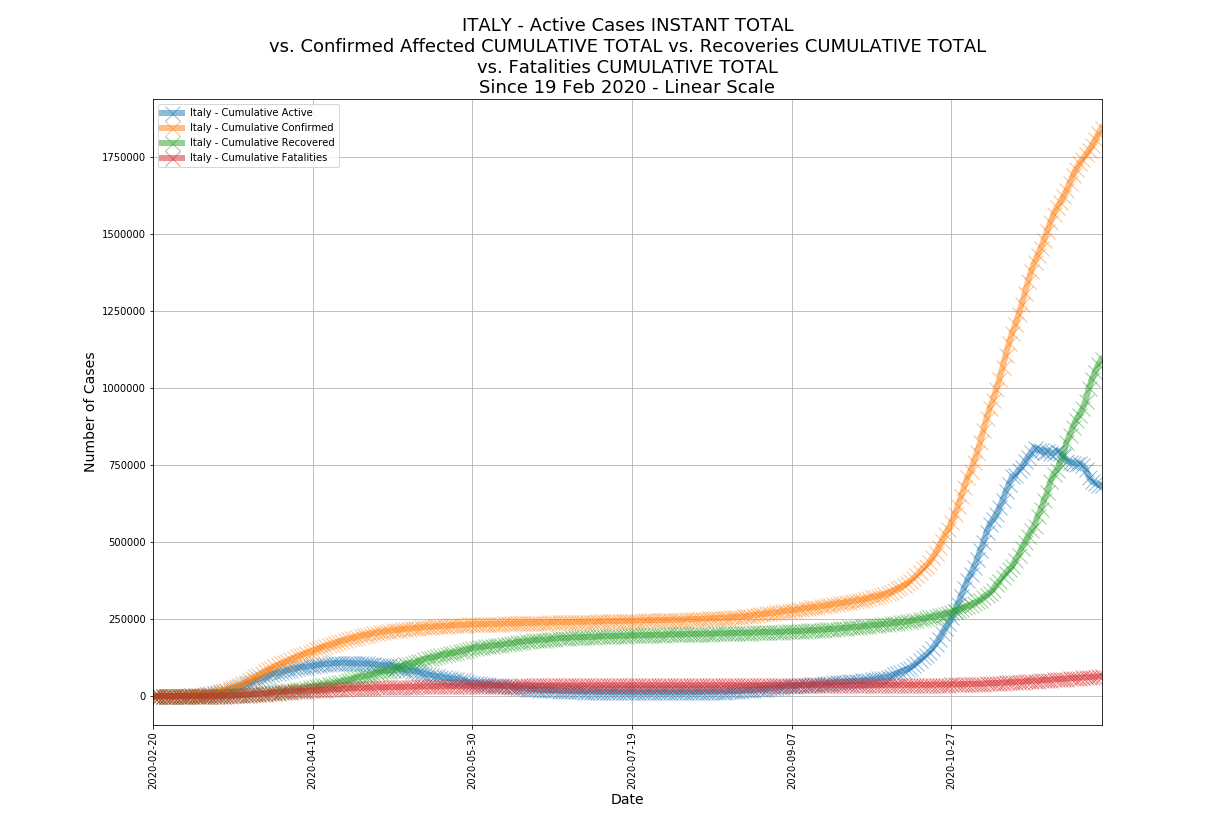 ITALY - Active Cases INSTANT TOTAL
vs. Confirmed Affected CUMULATIVE TOTAL vs. Recoveries CUMULATIVE TOTAL
vs. Fatalities CUMULATIVE TOTAL
Since 19 Feb 2020 - Linear Scale
Italy - Cumulative Active
Italy - Cumulative Confirmed
Italy - Cumulative Recovered
Italy - Cumulative Fatalities
Number of Cases
1750000
1500000
1250000
1000000
750000
500000
250000
0
2020-02-20
2020-04-10
2020-05-30
2020-07-19
2020-09-07
2020-10-27
Date